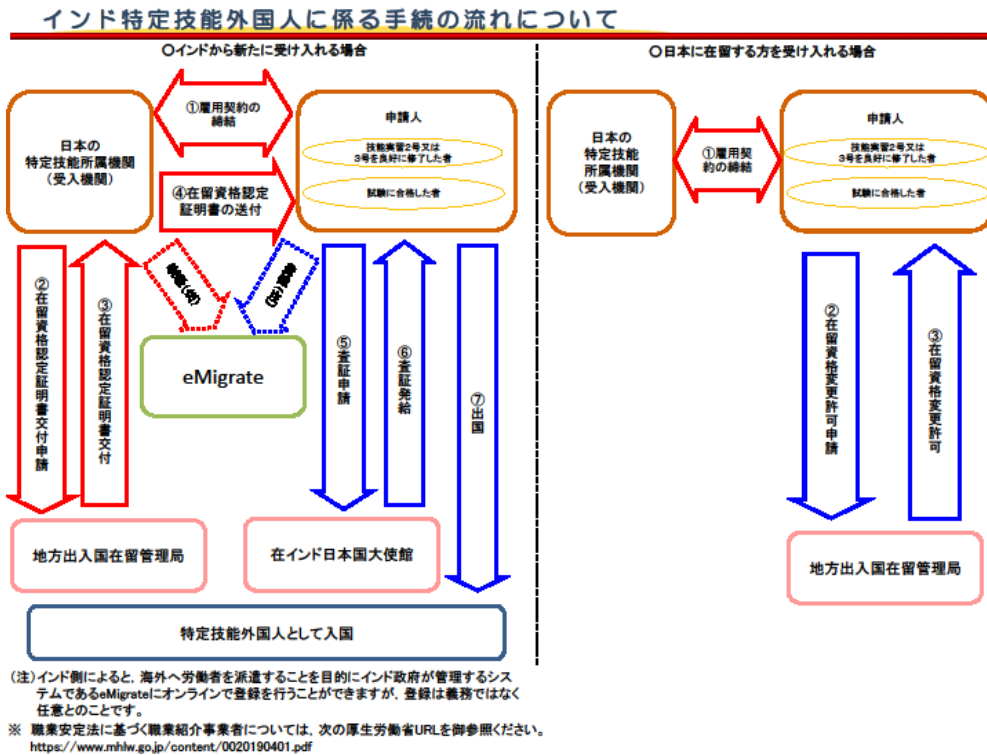 インド特定技能外国人に係る手続の流れについて
○インドから新たに受け入れる場合
日本の
特定技能所属機関
(受入機関)
①雇用契約の
締結
④在留資格認定
証明書の送付
申請人
技能実習2号又は
3号を良好に修了した者
試験に合格した者
②在留資格認定証明書交付申請
③在留資格認定証明書交付
登録(注)
登録(注)
eMigrate
⑤査証申請
⑥査証発給
⑦出国
地方出入国在留管理局
在インド日本国大使館
特定技能外国人として入国
○日本に在留する方を受け入れる場合
日本の
特定技能
所属機関
(受入機関)
①雇用契
約の締結
申請人
技能実習2号又は
3号を良好に修了した者
試験に合格した者
②在留資格変更許可申請
③在留資格変更許可
地方出入国在留管理局
(注)インド側によると、海外へ労働者を派遣することを目的にインド政府が管理するシス
テムであるeMigrateにオンラインで登録を行うことができますが、登録は義務ではなく
任意とのことです。
※ 職業安定法に基づく職業紹介事業者については、次の厚生労働省URLを御参照ください。
https://www.mhlw.go.jp/content/0020190401.pdf